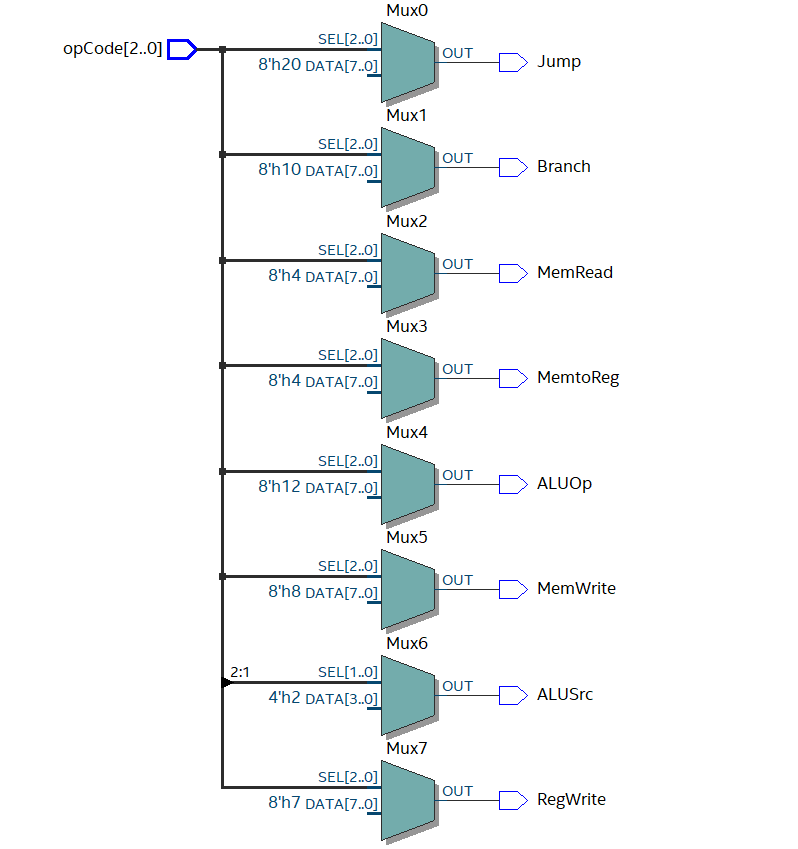 Mux0
opCode[2..0]
SEL[2..0]
8'h20 DATA[7..0]
OUT
Jump
Mux1
SEL[2..0]
8'h10 DATA[7..0]
OUT
Branch
Mux2
SEL[2..0]
8'h4 DATA[7..0]
OUT
MemRead
Mux3
SEL[2..0]
8'h4 DATA[7..0]
OUT
MemtoReg
Mux4
SEL[2..0]
8'h12 DATA[7..0]
OUT
ALUOp
Mux5
SEL[2..0]
8'h8 DATA[7..0]
OUT
MemWrite
Mux6
2:1
SEL[1..0]
4'h2 DATA[3..0]
OUT
ALUSrc
Mux7
SEL[2..0]
8'h7 DATA[7..0]
OUT
RegWrite